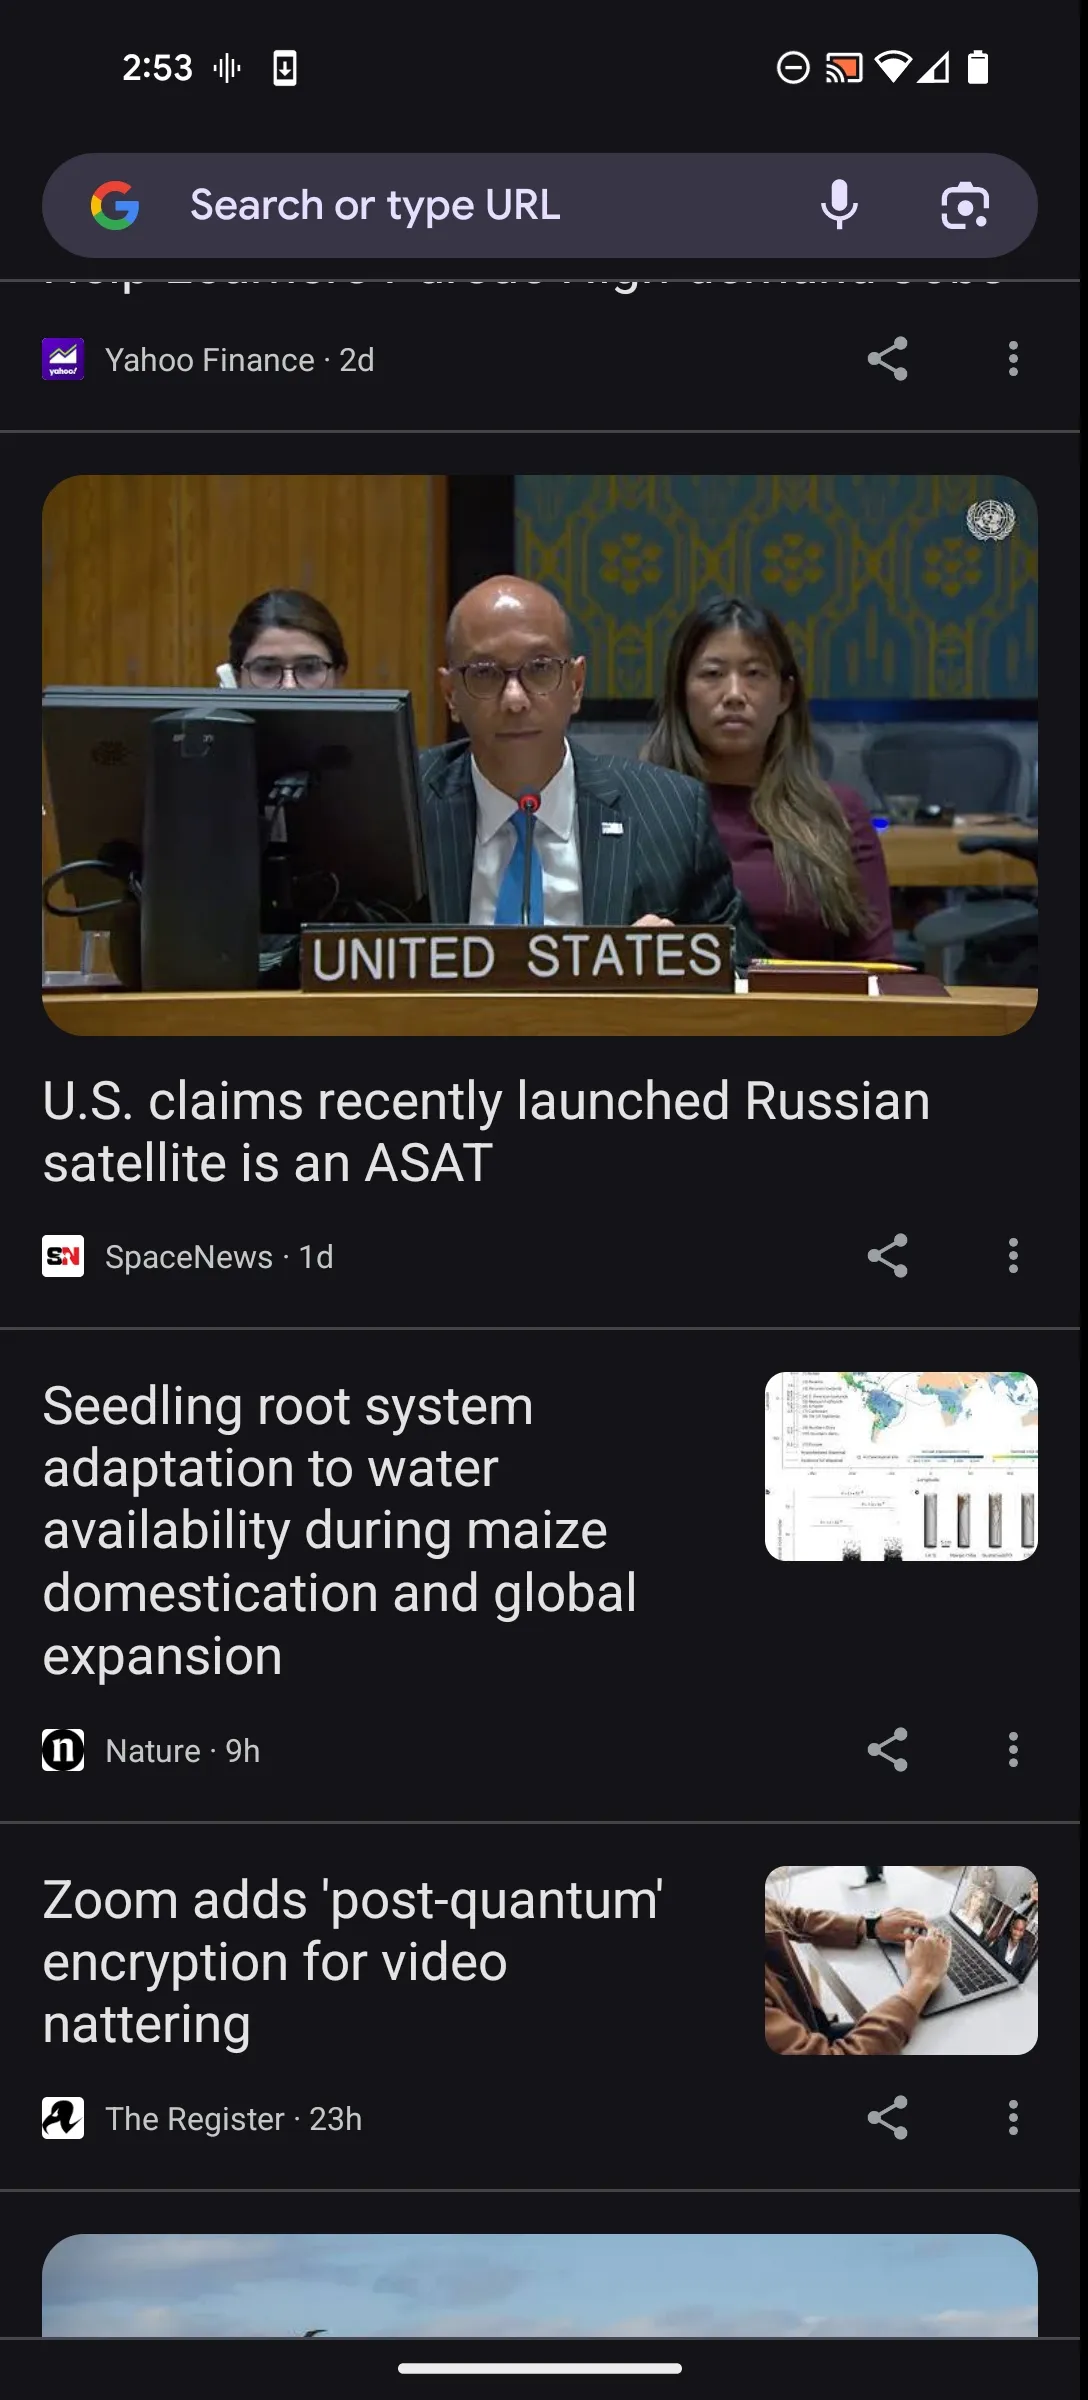 2:53
Search or type URL
Yahoo Finance · 2d
UNITED STATES
U.S. claims recently launched Russian
satellite is an ASAT
SN SpaceNews · 1d
Seedling root system
adaptation to water
availability during maize
domestication and global
expansion
n Nature · 9h
Zoom adds 'post-quantum'
encryption for video
nattering
The Register · 23h